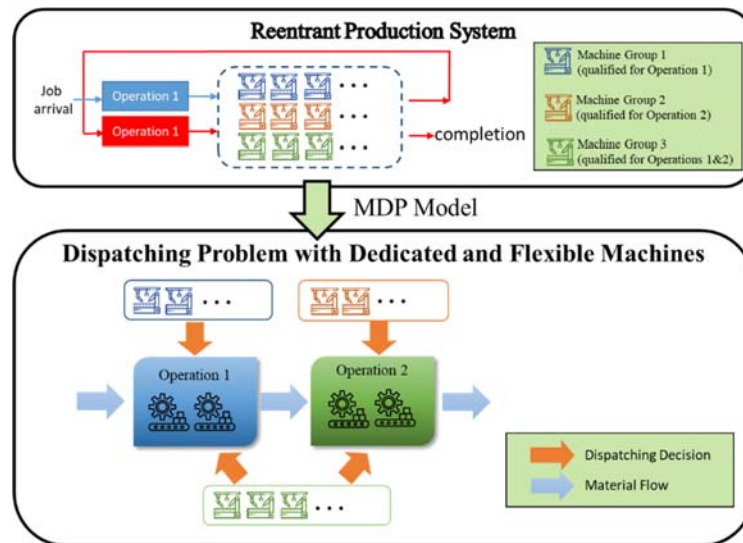 Reentrant Production System
Job
arrival
Operation 1
Operation 1
• • •
• • •
• • •
completion
Machine Group 1
(qualified for Operation 1)
Machine Group 2
(qualified for Operation 2)
Machine Group 3
(qualified for Operations 1&2)
MDP Model
Dispatching Problem with Dedicated and Flexible Machines
• • •
• • •
Operation 1
Operation 2
• • •
Dispatching Decision
Material Flow